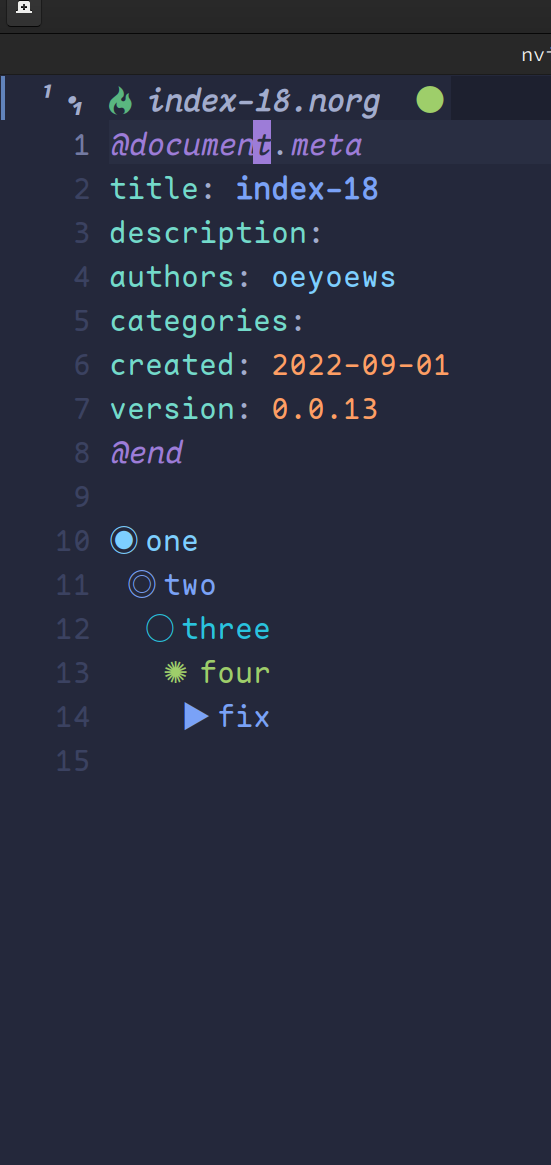 nv
1 1 index-18.norg
1 @document.meta
2 title: index-18
3 description:
4 authors: oeyoews
5 categories:
6 created: 2022-09-01
7 version: 0.0.13
8 @end
9
10 one
11 two
12 three
13 four
14 fix
15